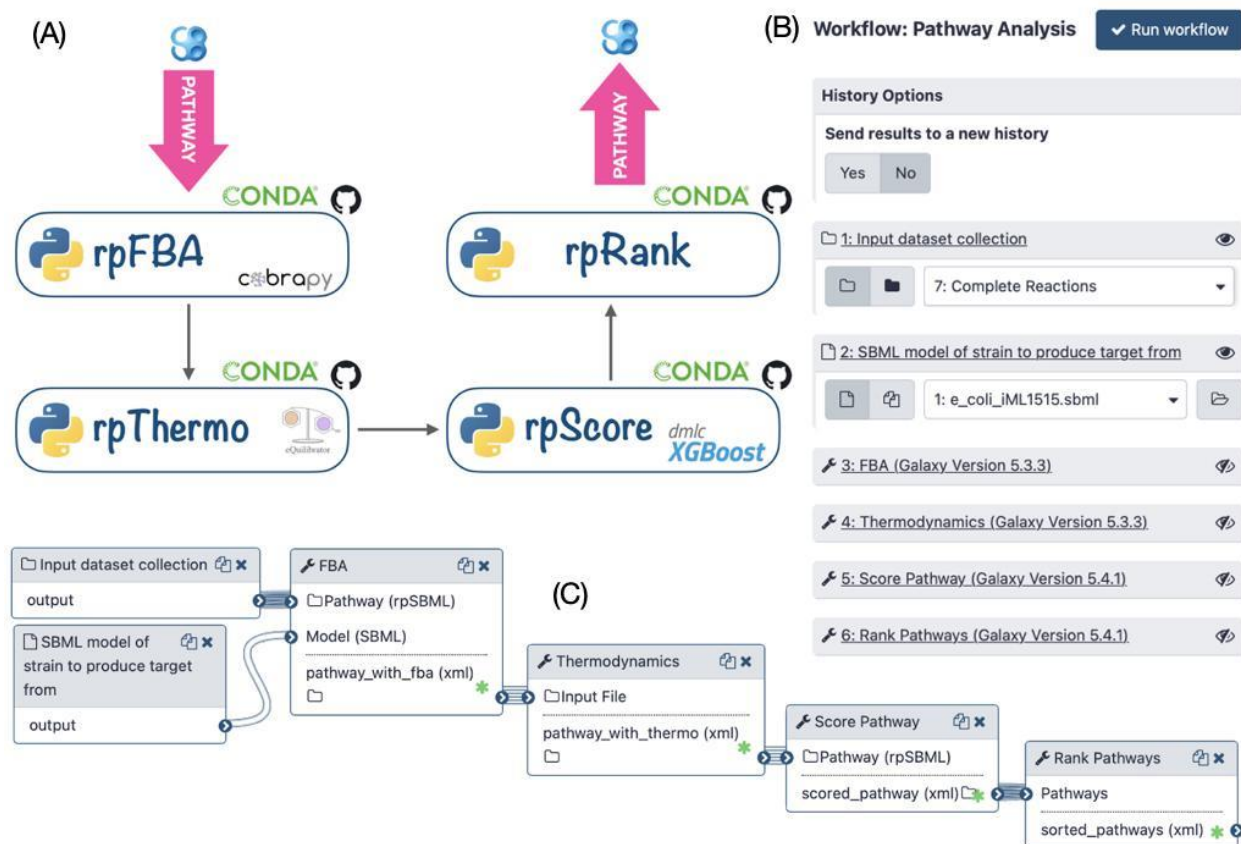 (A)
PATHWAY
PATHWAY
CONDA
CONDA
rpFBA
cobrapy
rpRank
CONDA
CONDA
rpThermo
eQuilibrator
rpScore
dmlc
XGBoost
(B)
Workflow: Pathway Analysis
Run workflow
History Options
Send results to a new history
Yes No
1: Input dataset collection
7: Complete Reactions
2: SBML model of strain to produce target from
1: e_coli_iML1515.sbml
3: FBA (Galaxy Version 5.3.3)
4: Thermodynamics (Galaxy Version 5.3.3)
5: Score Pathway (Galaxy Version 5.4.1)
6: Rank Pathways (Galaxy Version 5.4.1)
(C)
Input dataset collection
output
SBML model of
strain to produce target
from
output
FBA
Pathway (rpSBML)
Model (SBML)
pathway_with_fba (xml)
Thermodynamics
Input File
pathway_with_thermo (xml)
Score Pathway
Pathway (rpSBML)
scored_pathway (xml)
Rank Pathways
Pathways
sorted_pathways (xml)